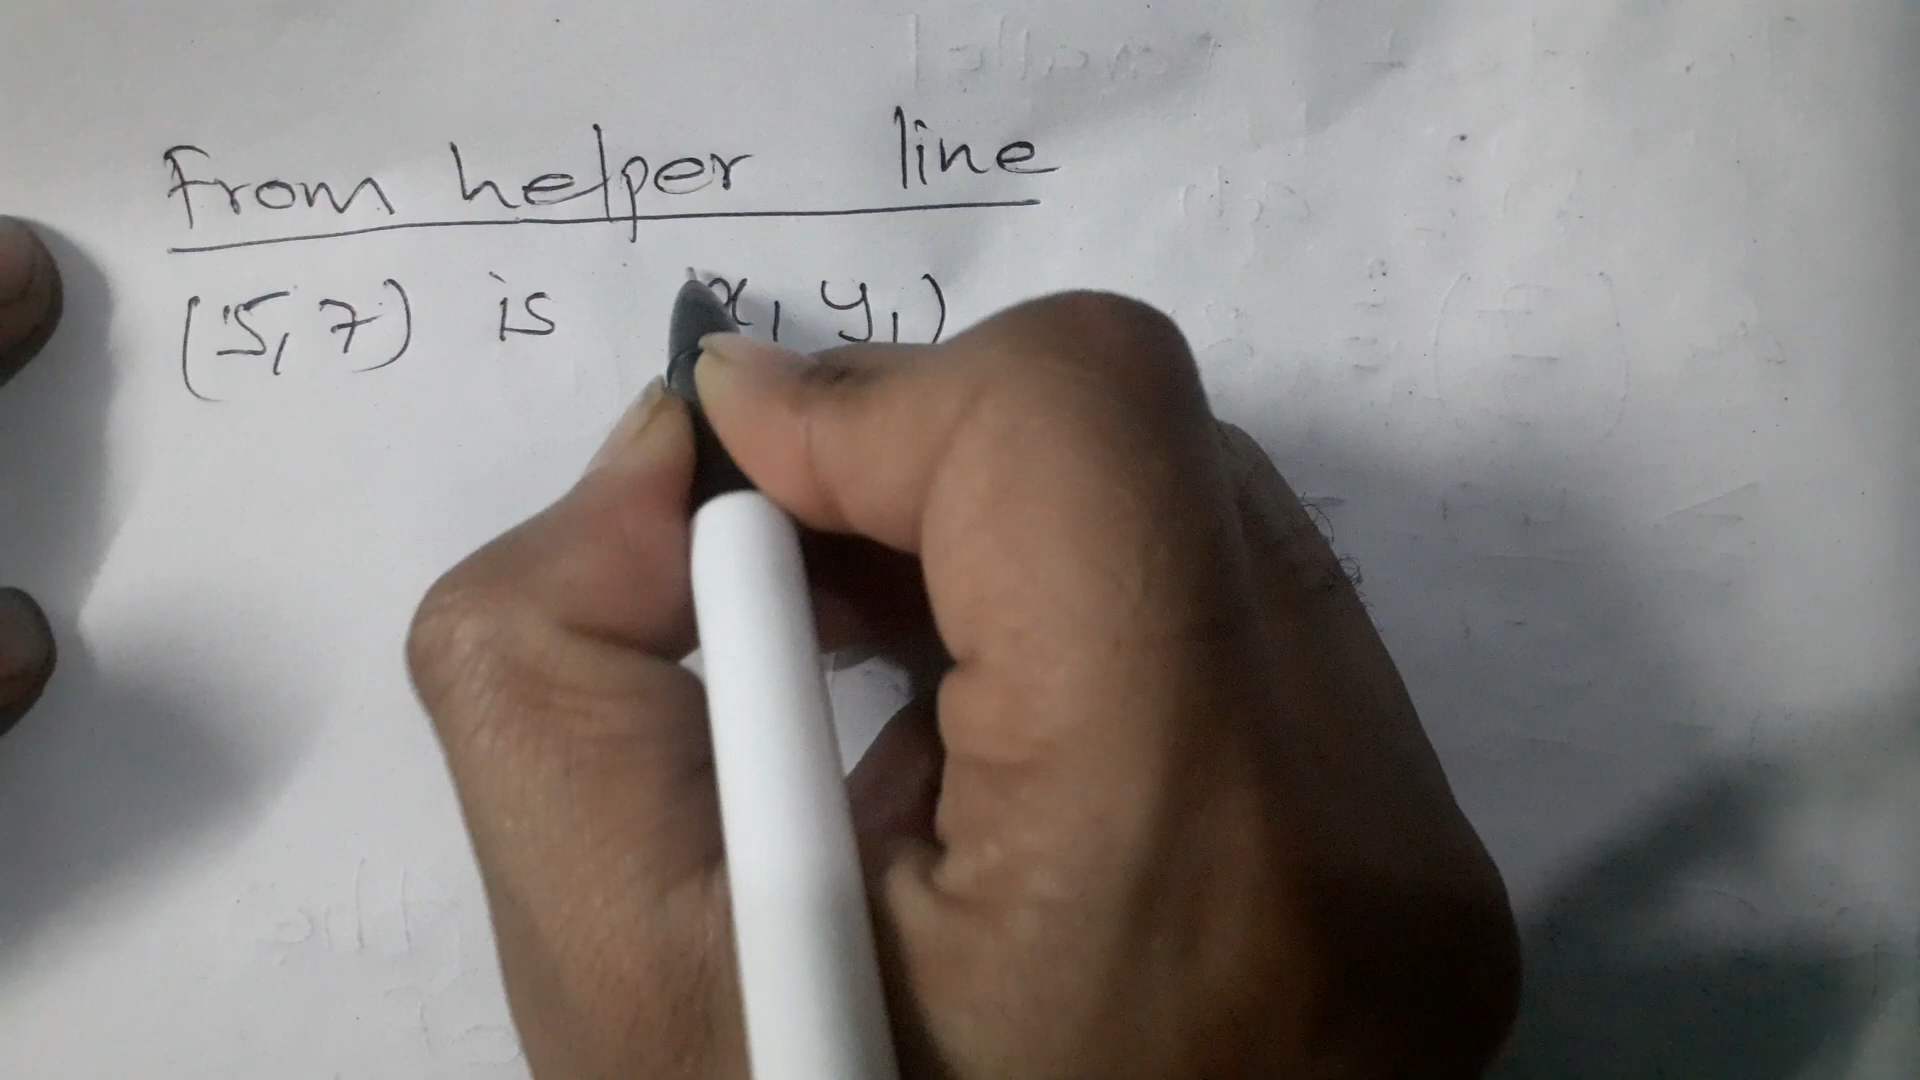 From helper line
(5,7) is x1 y1)